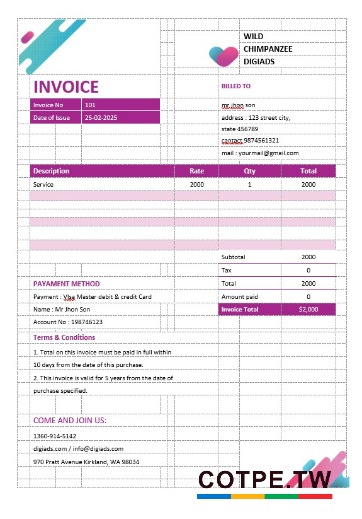 WILD
CHIMPANZEE
DIGIADS
INVOICE
BILLED TO
Invoice No 101
mr.jhon son
Date of Issue 25-02-2025
address : 123 street city,
state 456789
cantact 9874561321
mail : yourmail@gmail.com
Description Rate Qty Total
Service 2000 1 2000
Subtotal 2000
Tax 0
PAYAMENT METHOD
Total 2000
Payment : Vba Master debit & credit Card
Amount paid 0
Name : Mr Jhon Son
Invoice Total $2,000
Account No : 198746123
Terms & Conditions
1. Total on this invoice must be paid in full within
10 days from the date of this purchase.
2. This invoice is valid for 5 years from the date of
purchase specified.
COME AND JOIN US:
1360-914-5142
digiads.com / info@digiads.com
970 Pratt Avenue Kirkland, WA 98034
COTPE.TW